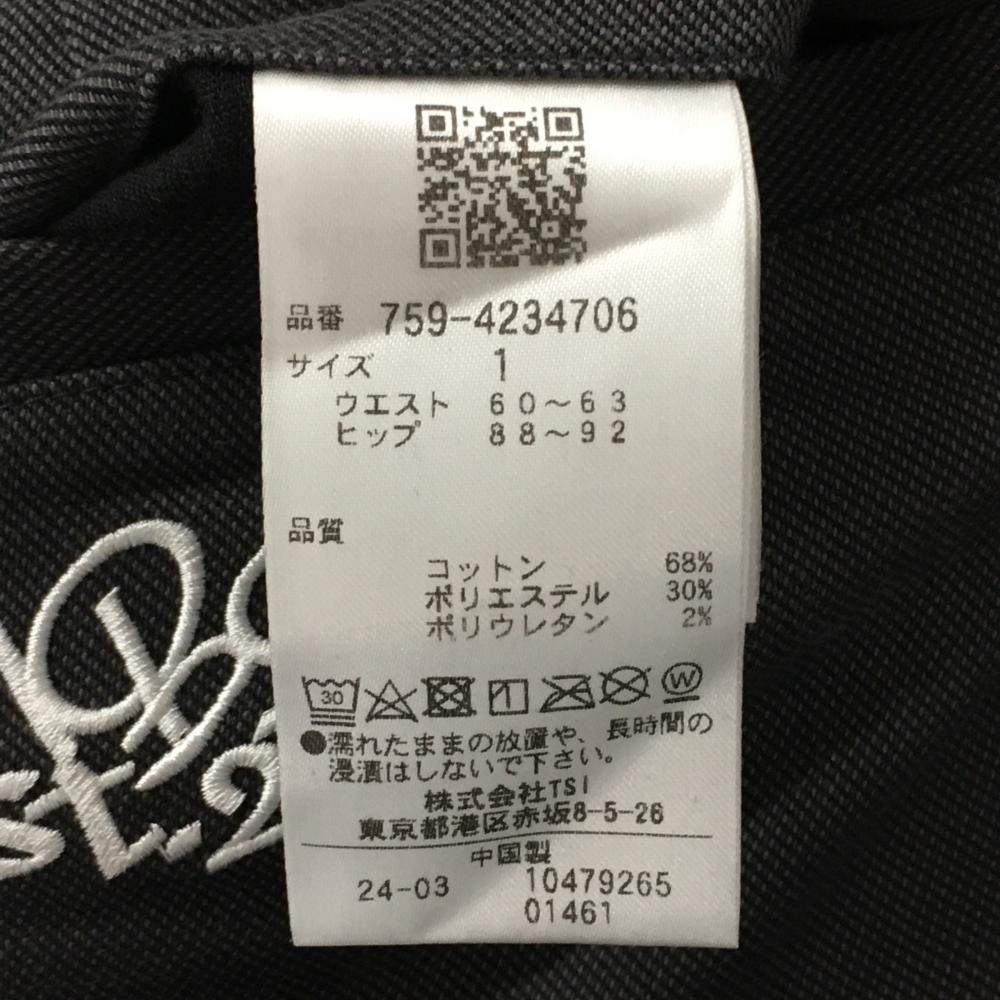 品番 759-4234706
サイズ 1
ウエスト 60～63
ヒップ 88～92
品質
コットン 68%
ポリエステル 30%
ポリウレタン 2%
30 W
●濡れたままの放置や、長時間の
浸漬はしないで下さい。
株式会社TSI
東京都港区赤坂8-5-26
中国製
24-03 10479265
01461